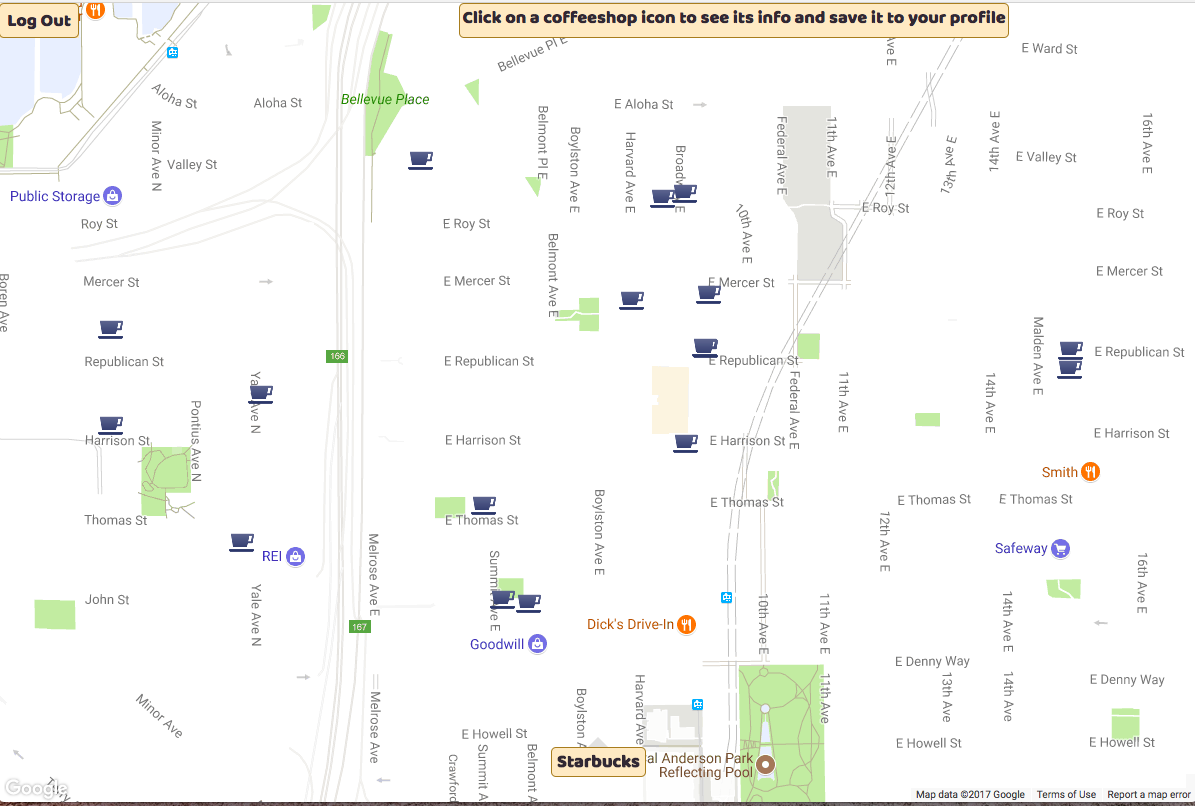 Log Out
Click on a coffeeshop icon to see its info and save it to your profile
Bellevue Pl E
Ave E
E Ward St
Aloha St
Aloha St
Bellevue Place
E Aloha St
Minor Ave N
Belmont Pl E
Boylston Ave E
Harvard Ave E
Federal Ave E
11th Ave E
12th Ave E
13th Ave E
14th Ave E
16th Ave E
Valley St
E Valley St
Public Storage
Roy St
E Roy St
10th Ave E
E Roy St
E Roy St
Belmont Ave E
Boren Ave
Mercer St
E Mercer St
E Mercer St
E Mercer St
Republican St
166
E Republican St
E Republican St
Malden Ave E
E Republican St
Pontius Ave N
Federal Ave E
11th Ave E
14th Ave E
Harrison St
E Harrison St
E Harrison St
E Harrison St
Smith
Thomas St
E Thomas St
E Thomas St
E Thomas St
E Thomas St
Boylston Ave E
12th Ave E
REI
Melrose Ave E
Safeway
16th Ave E
John St
Yale Ave N
167
Dick's Drive-In
10th Ave E
11th Ave E
14th Ave E
Goodwill
E Denny Way
E Denny Way
Minor Ave
Melrose Ave
Harvard Ave
11th Ave
13th Ave
14th Ave
E Howell St
E Howell St
E Howell St
Crawford
Summit A
Belmont A
Boylston A
Starbucks
al Anderson Park
Reflecting Pool
Google
Map data ©2017 Google
Terms of Use
Report a map error